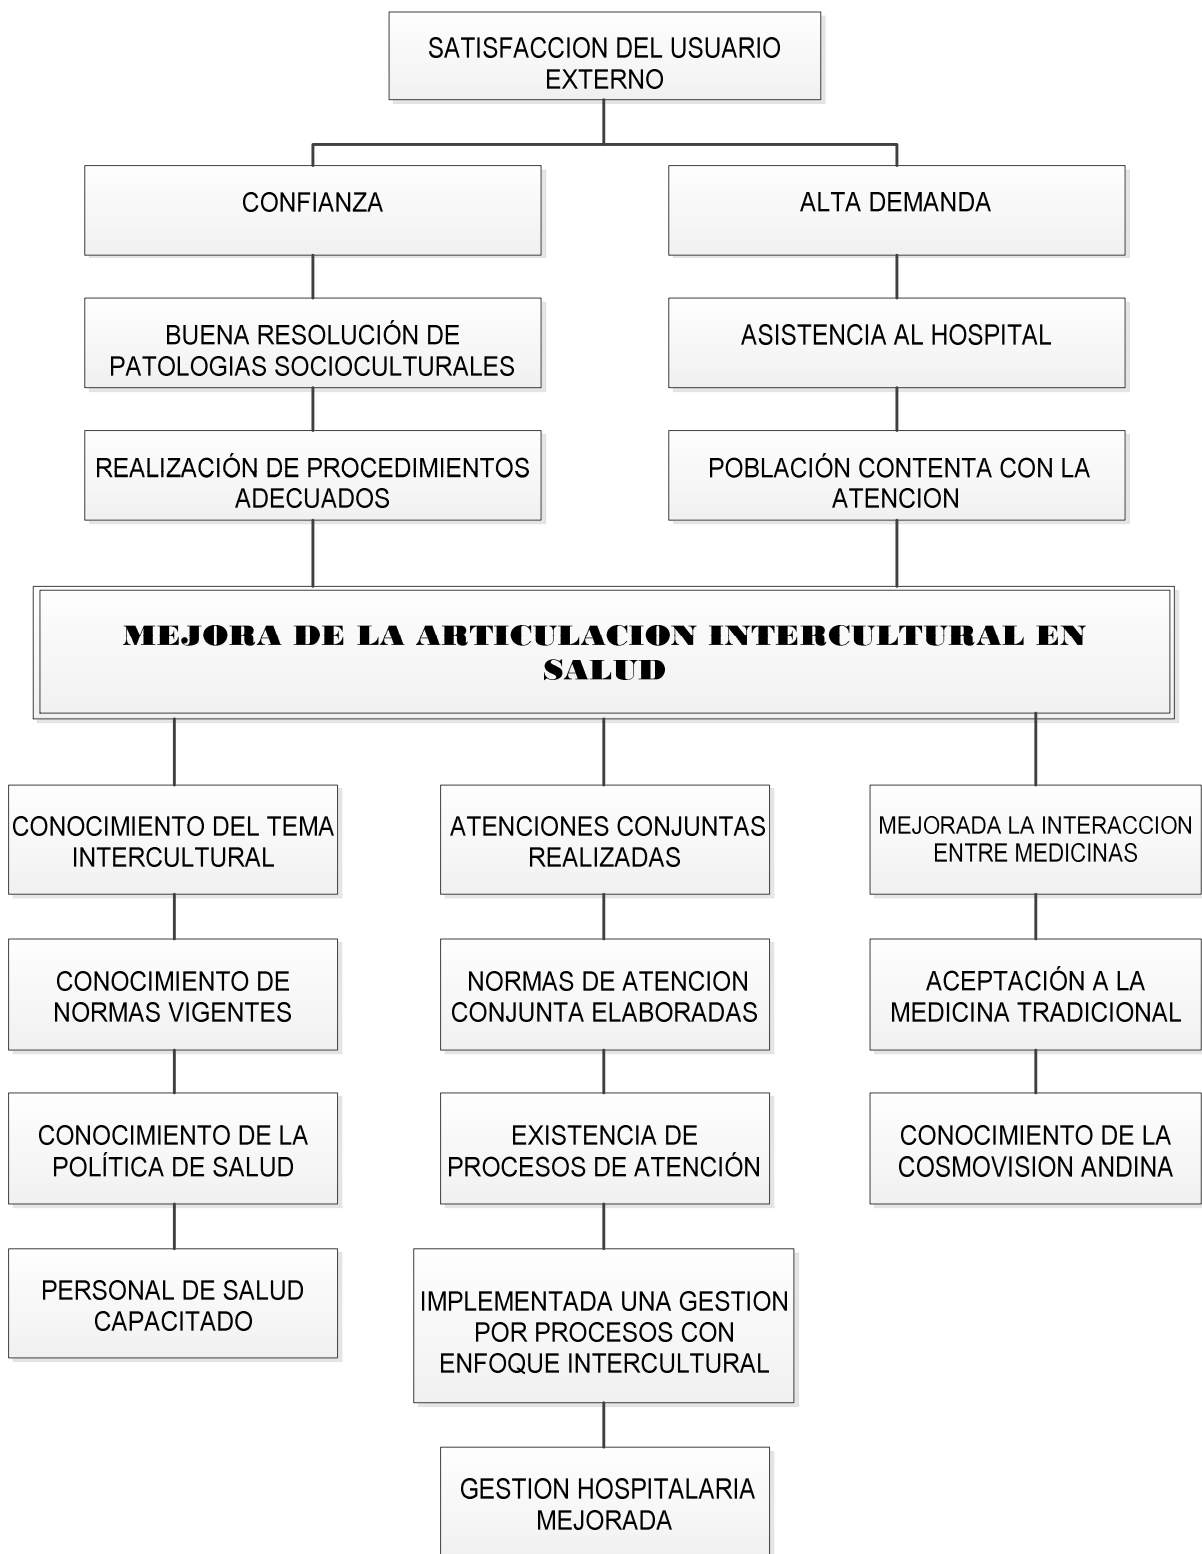 SATISFACCION DEL USUARIO
EXTERNO
CONFIANZA
ALTA DEMANDA
BUENA RESOLUCIÓN DE
PATOLOGIAS SOCIOCULTURALES
ASISTENCIA AL HOSPITAL
REALIZACIÓN DE PROCEDIMIENTOS
ADECUADOS
POBLACIÓN CONTENTA CON LA
ATENCION
MEJORA DE LA ARTICULACION INTERCULTURAL EN
SALUD
CONOCIMIENTO DEL TEMA
INTERCULTURAL
ATENCIONES CONJUNTAS
REALIZADAS
MEJORADA LA INTERACCION
ENTRE MEDICINAS
CONOCIMIENTO DE
NORMAS VIGENTES
NORMAS DE ATENCION
CONJUNTA ELABORADAS
ACEPTACIÓN A LA
MEDICINA TRADICIONAL
CONOCIMIENTO DE LA
POLÍTICA DE SALUD
EXISTENCIA DE
PROCESOS DE ATENCIÓN
CONOCIMIENTO DE LA
COSMOVISION ANDINA
PERSONAL DE SALUD
CAPACITADO
IMPLEMENTADA UNA GESTION
POR PROCESOS CON
ENFOQUE INTERCULTURAL
GESTION HOSPITALARIA
MEJORADA